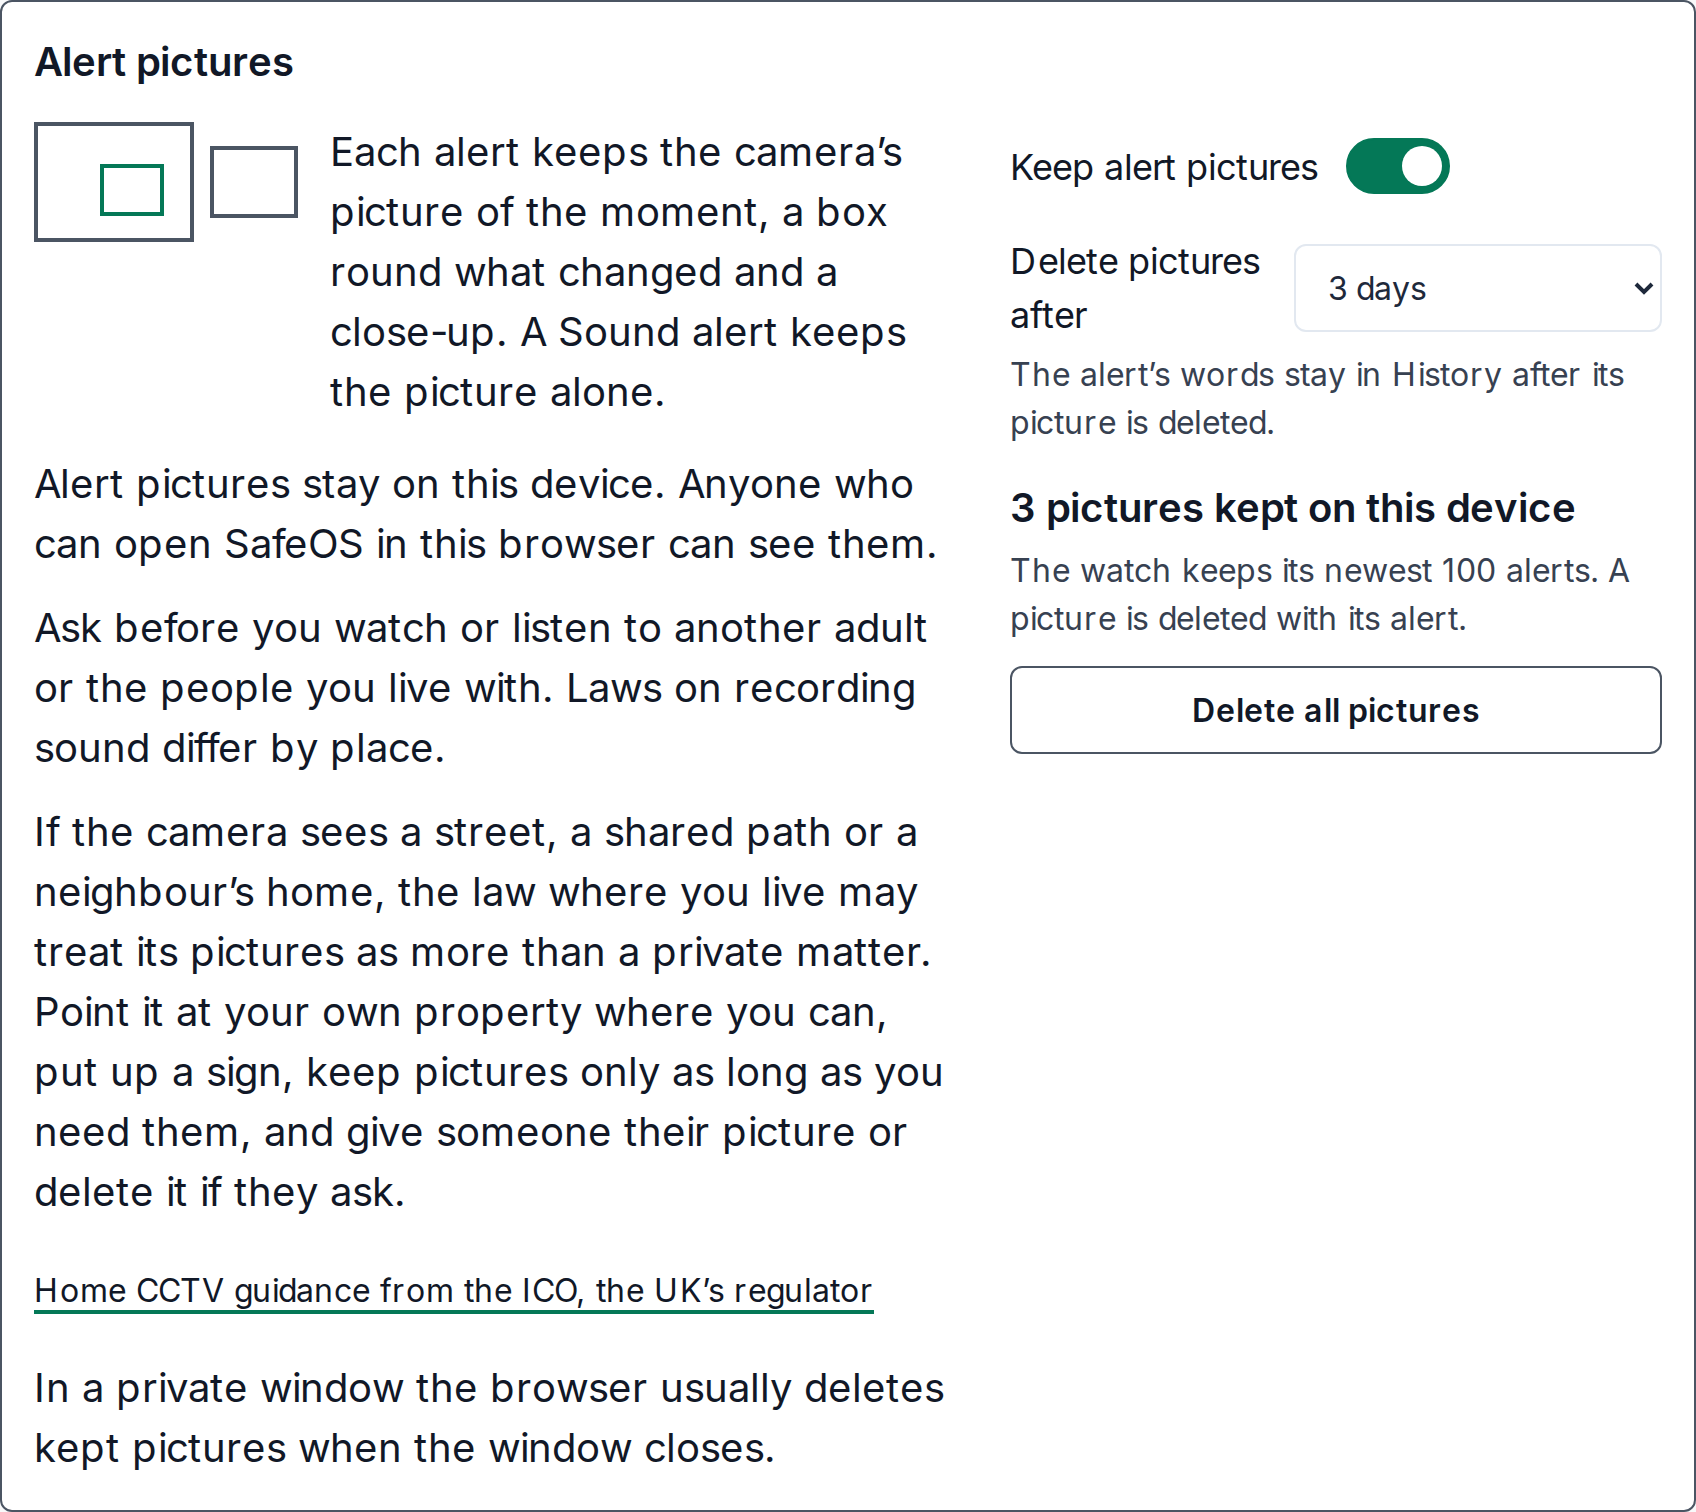 Alert pictures
Each alert keeps the camera’s
picture of the moment, a box
round what changed and a
close-up. A Sound alert keeps
the picture alone.
Alert pictures stay on this device. Anyone who
can open SafeOS in this browser can see them.
Ask before you watch or listen to another adult
or the people you live with. Laws on recording
sound differ by place.
If the camera sees a street, a shared path or a
neighbour’s home, the law where you live may
treat its pictures as more than a private matter.
Point it at your own property where you can,
put up a sign, keep pictures only as long as you
need them, and give someone their picture or
delete it if they ask.
Home CCTV guidance from the ICO, the UK’s regulator
In a private window the browser usually deletes
kept pictures when the window closes.
Keep alert pictures
Delete pictures
after
3 days
The alert’s words stay in History after its
picture is deleted.
3 pictures kept on this device
The watch keeps its newest 100 alerts. A
picture is deleted with its alert.
Delete all pictures